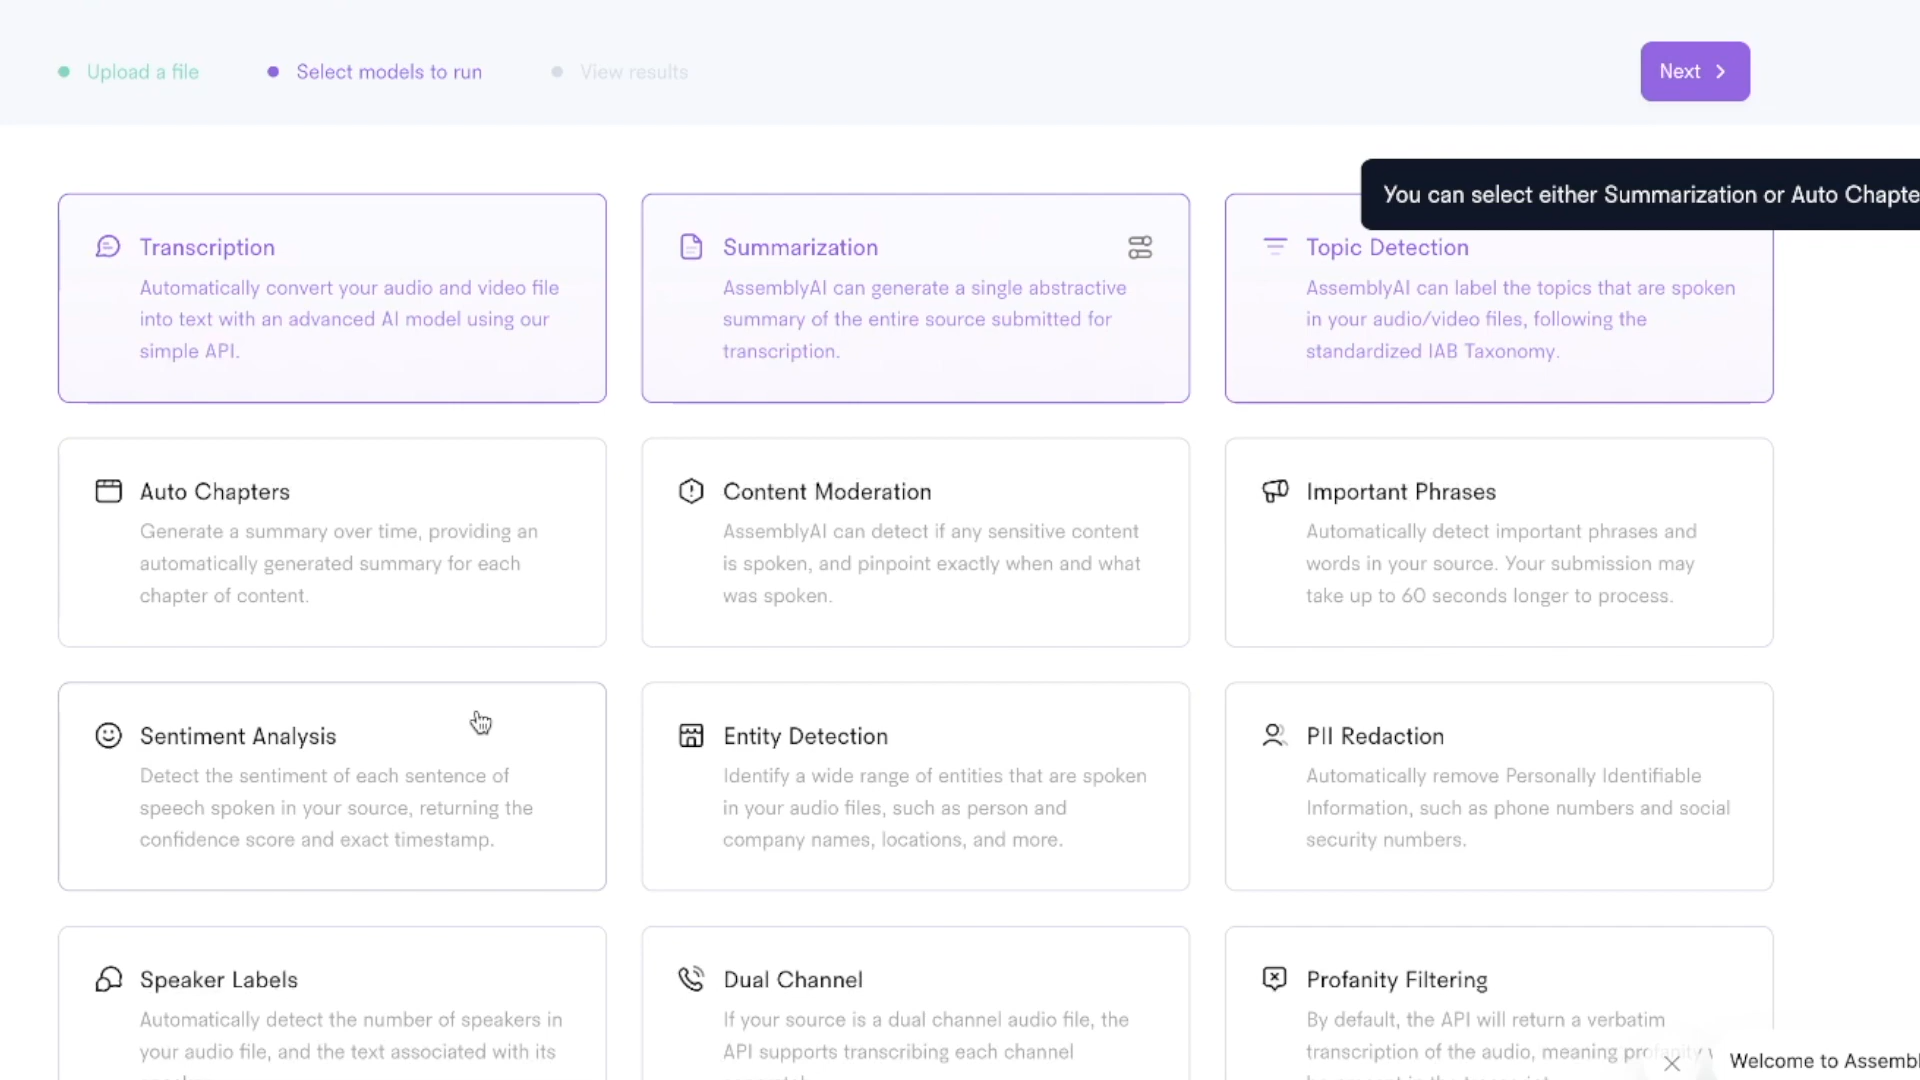 Upload a file
Select models to run
View results
Next
You can select either Summarization or Auto Chapte
Transcription
Automatically convert your audio and video file
into text with an advanced AI model using our
simple API.
Summarization
AssemblyAI can generate a single abstractive
summary of the entire source submitted for
transcription.
Topic Detection
AssemblyAI can label the topics that are spoken
in your audio/video files, following the
standardized IAB Taxonomy.
Auto Chapters
Generate a summary over time, providing an
automatically generated summary for each
chapter of content.
Content Moderation
AssemblyAI can detect if any sensitive content
is spoken, and pinpoint exactly when and what
was spoken.
Important Phrases
Automatically detect important phrases and
words in your source. Your submission may
take up to 60 seconds longer to process.
Sentiment Analysis
Detect the sentiment of each sentence of
speech spoken in your source, returning the
confidence score and exact timestamp.
Entity Detection
Identify a wide range of entities that are spoken
in your audio files, such as person and
company names, locations, and more.
PII Redaction
Automatically remove Personally Identifiable
Information, such as phone numbers and social
security numbers.
Speaker Labels
Automatically detect the number of speakers in
your audio file, and the text associated with its
Dual Channel
If your source is a dual channel audio file, the
API supports transcribing each channel
Profanity Filtering
By default, the API will return a verbatim
transcription of the audio, meaning profanity
Welcome to Assembl